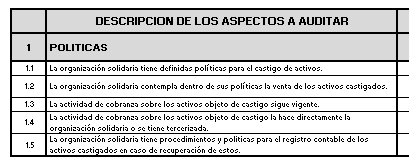 DESCRIPCION DE LOS ASPECTOS A AUDITAR
1 POLITICAS
1.1 La organización solidaria tiene definidas políticas para el castigo de activos.
1.2 La organización solidaria contempla dentro de sus políticas la venta de los activos castigados.
1.3 La actividad de cobranza sobre los activos objeto de castigo sigue vigente.
1.4 La actividad de cobranza sobre los activos objeto de castigo la hace directamente la
organización solidaria o se tiene tercerizada.
1.5 La organización solidaria tiene procedimientos y políticas para el registro contable de los
activos castigados en caso de recuperación de estos.